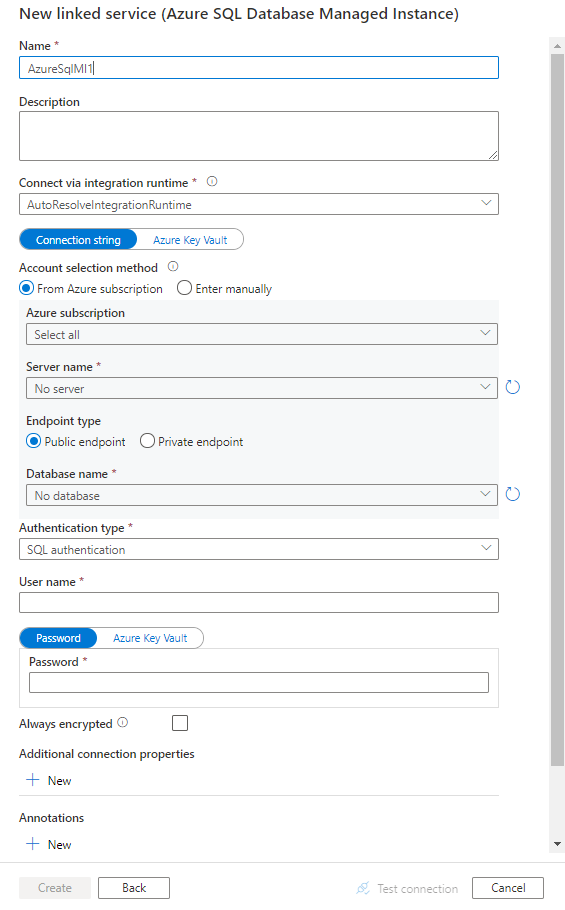 New linked service (Azure SQL Database Managed Instance)
Name *
AzureSqlMI1
Description
Connect via integration runtime *
AutoResolveIntegrationRuntime
Connection string Azure Key Vault
Account selection method
From Azure subscription Enter manually
Azure subscription
Select all
Server name *
No server
Endpoint type
Public endpoint Private endpoint
Database name *
No database
Authentication type *
SQL authentication
User name *
Password Azure Key Vault
Password *
Always encrypted
Additional connection properties
New
Annotations
New
Create Back Test connection Cancel